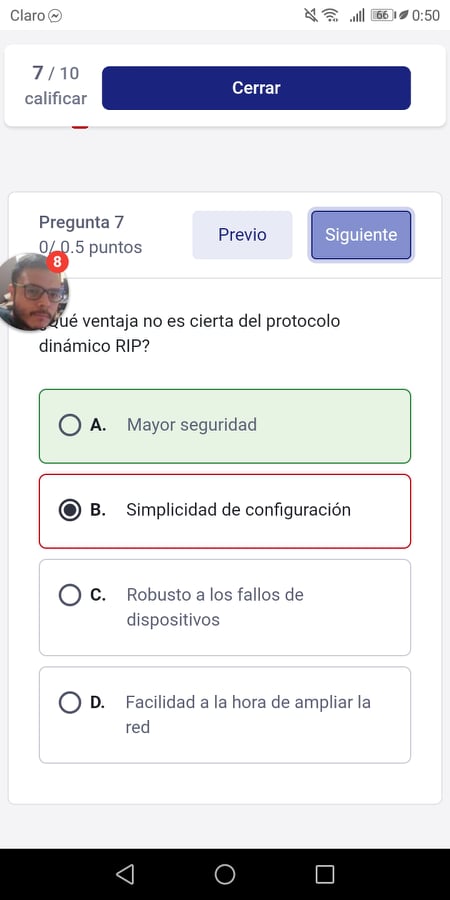 Claro
66 0:50
7 / 10
calificar
Cerrar
Pregunta 7
0/ 0.5 puntos
Previo
Siguiente
8
Qué ventaja no es cierta del protocolo
dinámico RIP?
A. Mayor seguridad
B. Simplicidad de configuración
C. Robusto a los fallos de
dispositivos
D. Facilidad a la hora de ampliar la
red